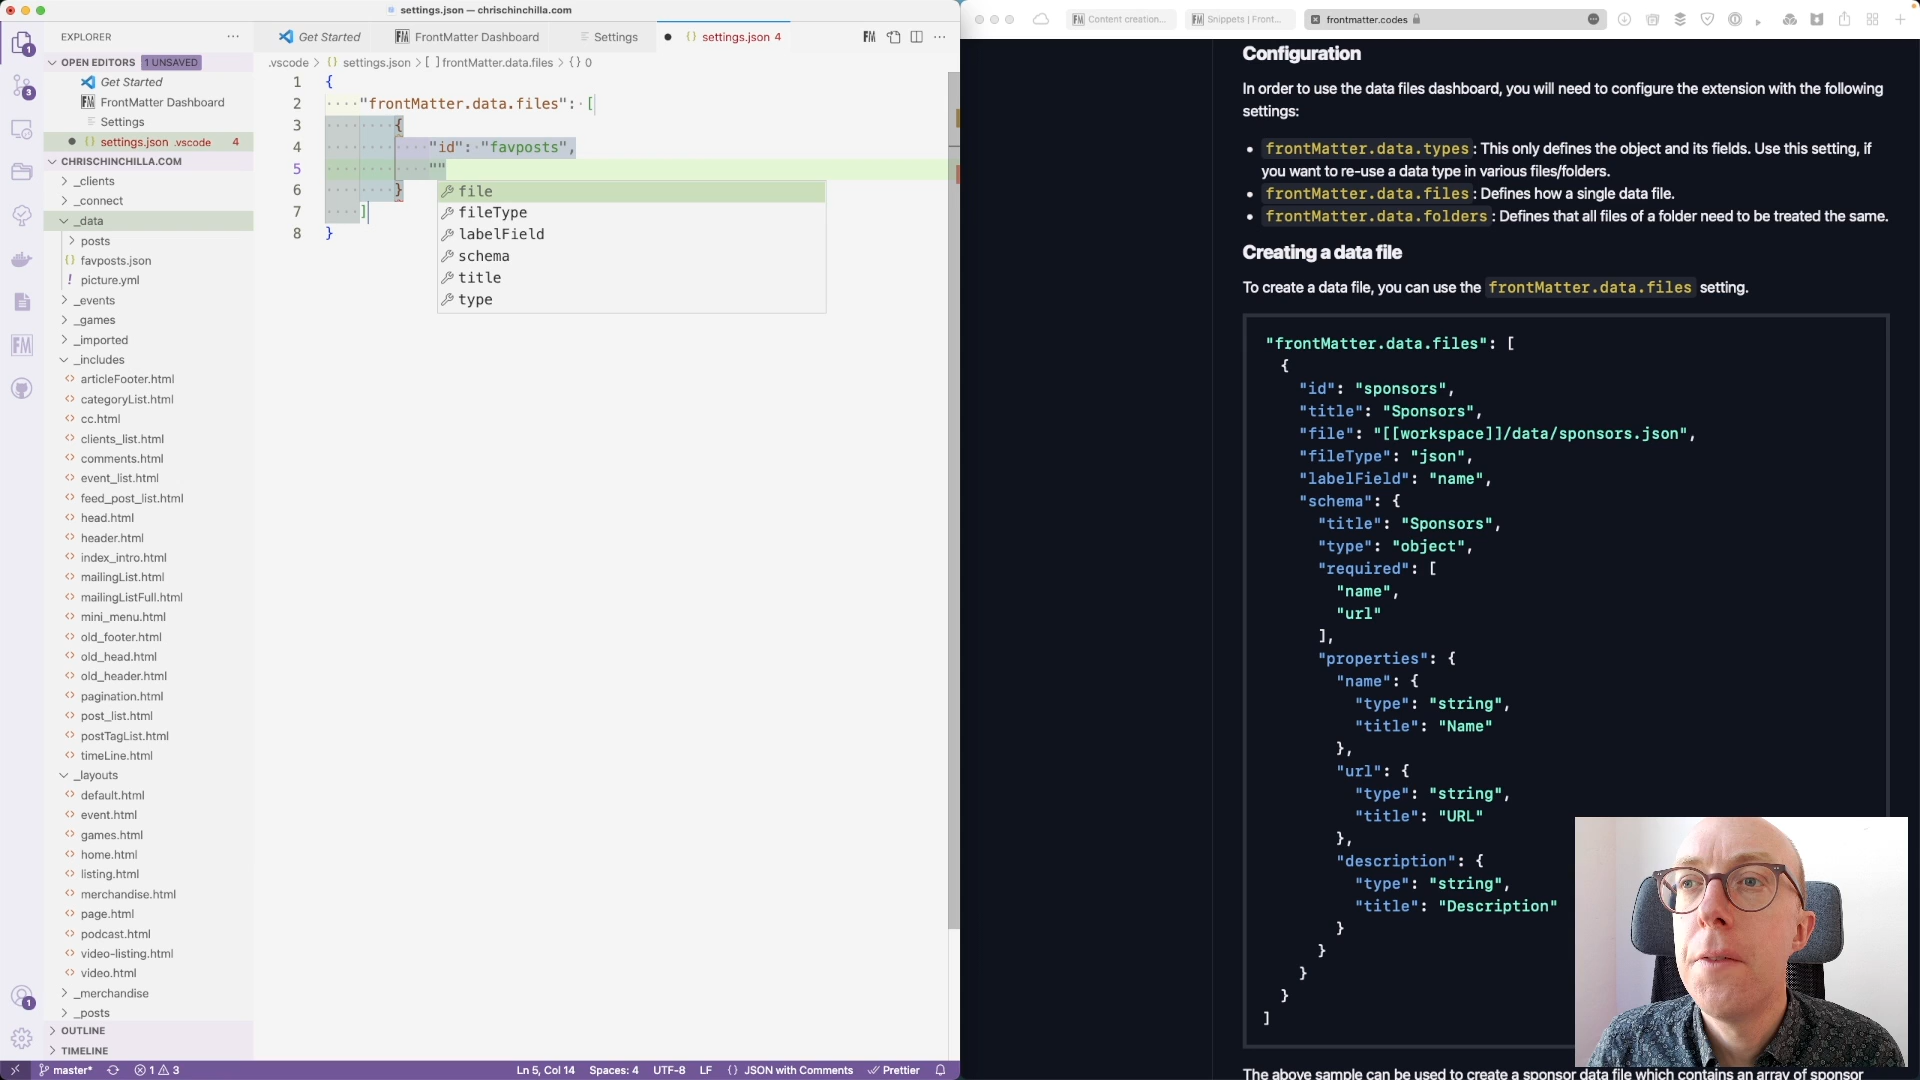 settings.json — chrischinchilla.com
EXPLORER
OPEN EDITORS 1 UNSAVED
Get Started
FrontMatter Dashboard
Settings
settings.json .vscode 4
CHRISCHINCHILLA.COM
_clients
_connect
_data
posts
favposts.json
picture.yml
_events
_games
_imported
_includes
articleFooter.html
categoryList.html
cc.html
clients_list.html
comments.html
event_list.html
feed_post_list.html
head.html
header.html
index_intro.html
mailingList.html
mailingListFull.html
mini_menu.html
old_footer.html
old_head.html
old_header.html
pagination.html
post_list.html
postTagList.html
timeLine.html
_layouts
default.html
event.html
games.html
home.html
listing.html
merchandise.html
page.html
podcast.html
video-listing.html
video.html
_merchandise
_posts
OUTLINE
TIMELINE
Get Started FrontMatter Dashboard Settings settings.json 4
.vscode > {} settings.json > [ ] frontMatter.data.files > {} 0
1 {
2 "frontMatter.data.files": [
3 {
4 "id": "favposts",
5 ""
6 }
7 ]
8 }
file
fileType
labelField
schema
title
type
master* 1 3 Ln 5, Col 14 Spaces: 4 UTF-8 LF {} JSON with Comments Prettier
Content creation... Snippets | Front... frontmatter.codes
Configuration
In order to use the data files dashboard, you will need to configure the extension with the following
settings:
frontMatter.data.types: This only defines the object and its fields. Use this setting, if
you want to re-use a data type in various files/folders.
frontMatter.data.files: Defines how a single data file.
frontMatter.data.folders: Defines that all files of a folder need to be treated the same.
Creating a data file
To create a data file, you can use the frontMatter.data.files setting.
"frontMatter.data.files": [
{
"id": "sponsors",
"title": "Sponsors",
"file": "[[workspace]]/data/sponsors.json",
"fileType": "json",
"labelField": "name",
"schema": {
"title": "Sponsors",
"type": "object",
"required": [
"name",
"url"
],
"properties": {
"name": {
"type": "string",
"title": "Name"
},
"url": {
"type": "string",
"title": "URL"
},
"description": {
"type": "string",
"title": "Description"
}
}
}
}
]
The above sample can be used to create a sponsor data file which contains an array of sponsor